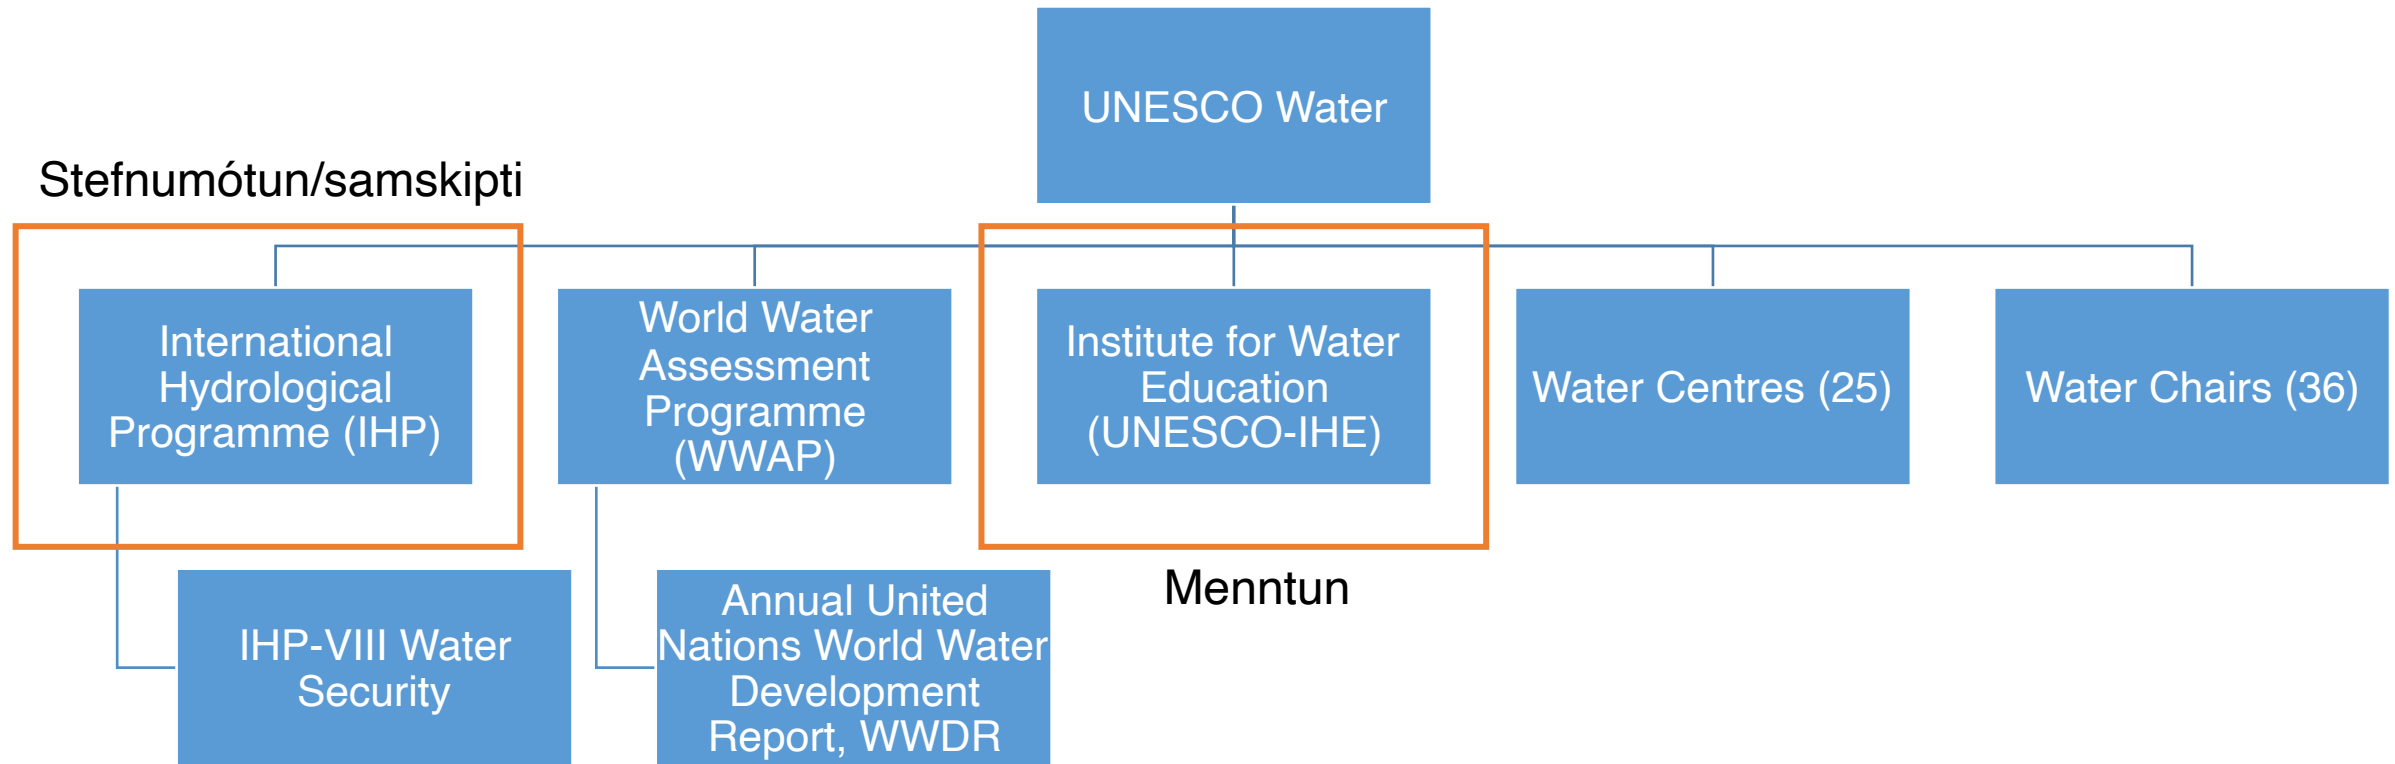 UNESCO Water
Stefnumótun/samskipti
International
Hydrological
Programme (IHP)
World Water
Assessment
Programme
(WWAP)
Institute for Water
Education
(UNESCO-IHE)
Water Centres (25)
Water Chairs (36)
IHP-VIII Water
Security
Annual United
Nations World Water
Development
Report, WWDR
Menntun